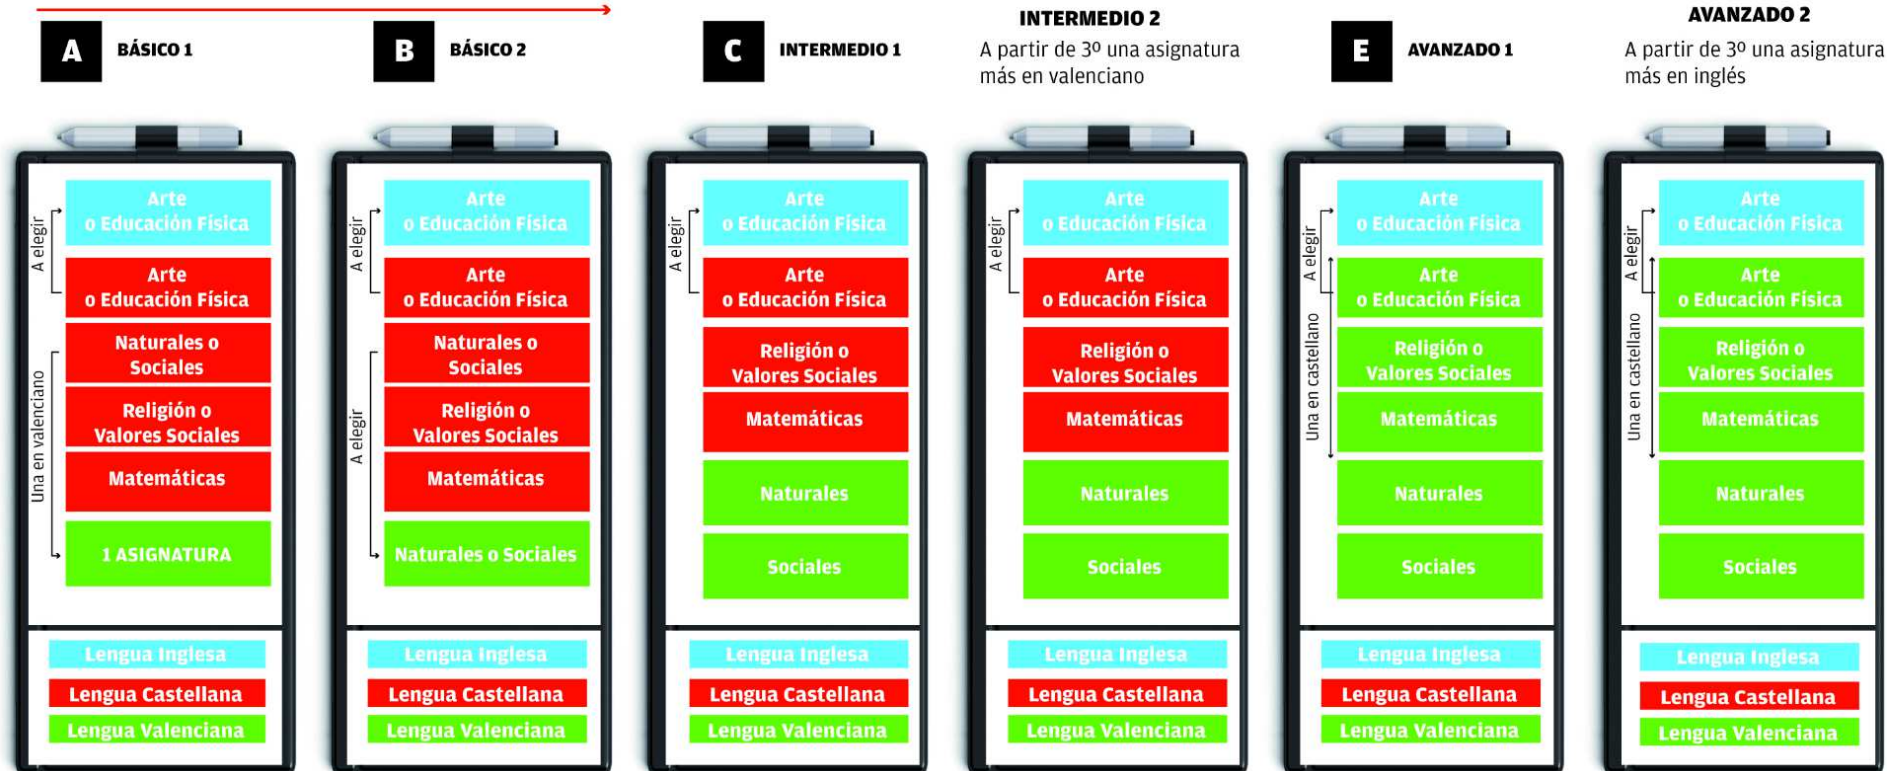 A
BÁSICO 1
B
BÁSICO 2
C
INTERMEDIO 1
INTERMEDIO 2
A partir de 3º una asignatura
más en valenciano
E
AVANZADO 1
AVANZADO 2
A partir de 3º una asignatura
más en inglés
A elegir
Arte
o Educación Física
Arte
o Educación Física
Una en valenciano
Naturales o
Sociales
Religión o
Valores Sociales
Matemáticas
1 ASIGNATURA
Lengua Inglesa
Lengua Castellana
Lengua Valenciana
A elegir
Arte
o Educación Física
Arte
o Educación Física
A elegir
Naturales o
Sociales
Religión o
Valores Sociales
Matemáticas
Naturales o Sociales
Lengua Inglesa
Lengua Castellana
Lengua Valenciana
A elegir
Arte
o Educación Física
Arte
o Educación Física
Religión o
Valores Sociales
Matemáticas
Naturales
Sociales
Lengua Inglesa
Lengua Castellana
Lengua Valenciana
A elegir
Arte
o Educación Física
Arte
o Educación Física
Religión o
Valores Sociales
Matemáticas
Naturales
Sociales
Lengua Inglesa
Lengua Castellana
Lengua Valenciana
A elegir
Arte
o Educación Física
Arte
o Educación Física
Una en castellano
Religión o
Valores Sociales
Matemáticas
Naturales
Sociales
Lengua Inglesa
Lengua Castellana
Lengua Valenciana
A elegir
Arte
o Educación Física
Arte
o Educación Física
Una en castellano
Religión o
Valores Sociales
Matemáticas
Naturales
Sociales
Lengua Inglesa
Lengua Castellana
Lengua Valenciana